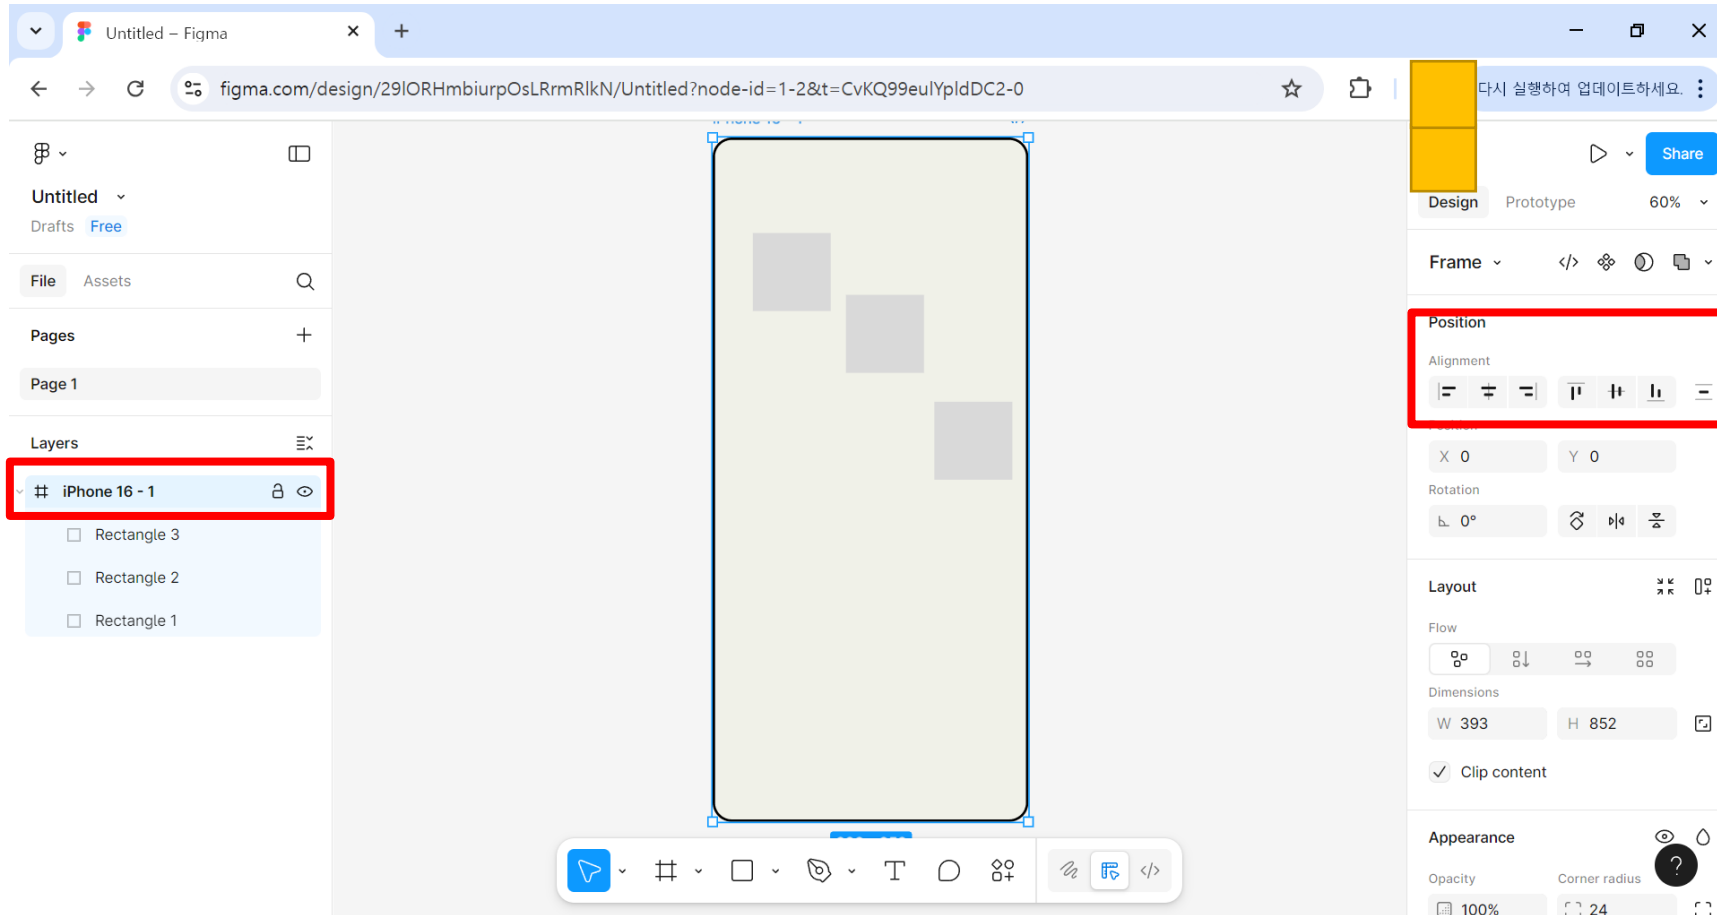 Untitled – Figma
figma.com/design/29lORHmbiurpOsLRrmRlkN/Untitled?node-id=1-2&t=CvKQ99eulYpldDC2-0
다시 실행하여 업데이트하세요.
Share
Untitled
Drafts Free
Design Prototype 60%
File Assets
Frame
Pages
Page 1
Position
Alignment
Layers
iPhone 16 - 1
Rectangle 3
Rectangle 2
Rectangle 1
X 0 Y 0
Rotation
0°
Layout
Flow
Dimensions
W 393 H 852
Clip content
Appearance
Opacity Corner radius
100% 24
?